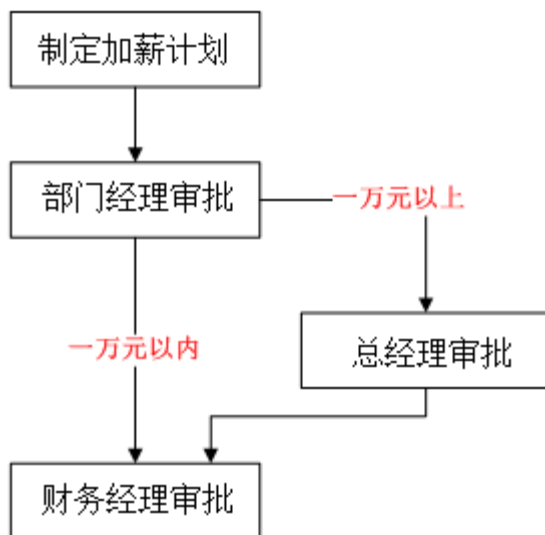 制定加薪计划
部门经理审批
一万元以上
一万元以内
总经理审批
财务经理审批